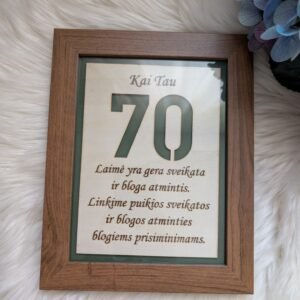 Kai Tau
70
Laimė yra gera sveikata
ir bloga atmintis.
Linkime puikios sveikatos
ir blogos atminties
blogiems prisiminimams.